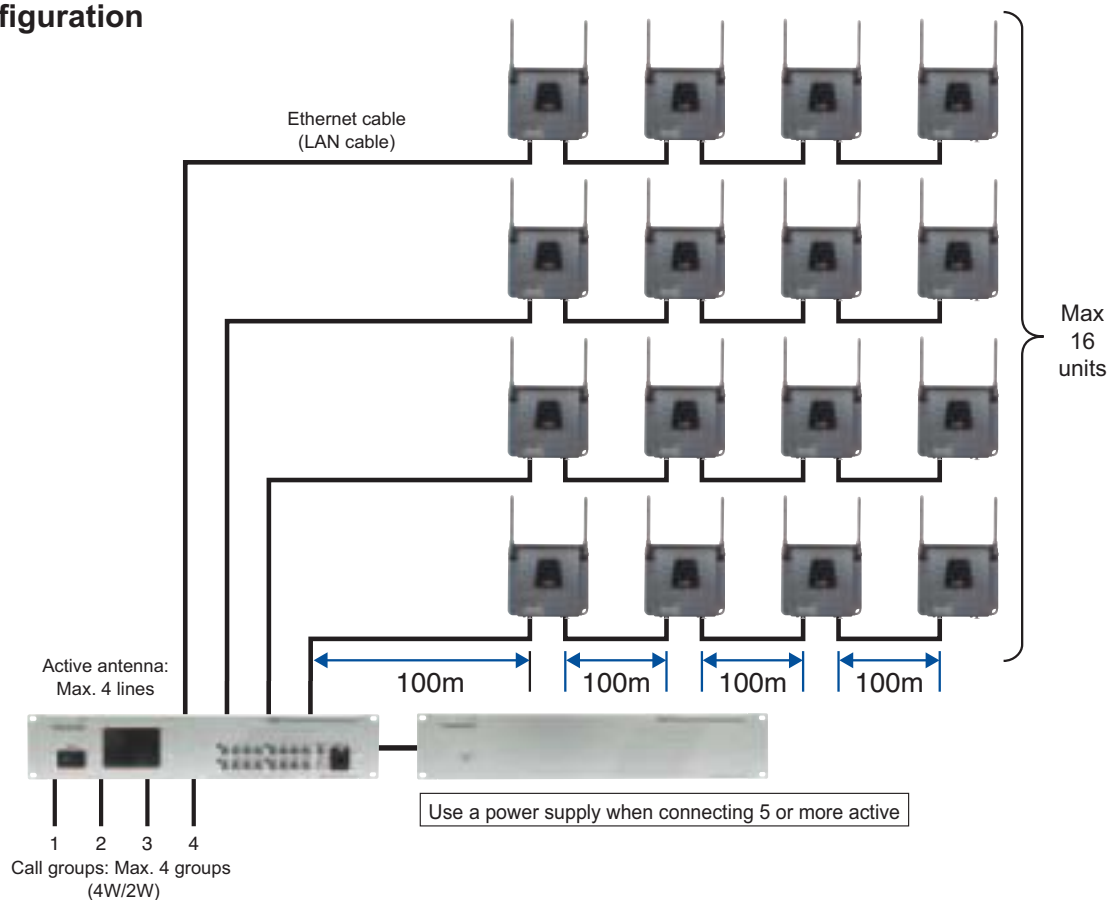 figuration
Ethernet cable
(LAN cable)
Max
16
units
Active antenna:
Max. 4 lines
100m 100m 100m 100m
Use a power supply when connecting 5 or more active
1 2 3 4
Call groups: Max. 4 groups
(4W/2W)